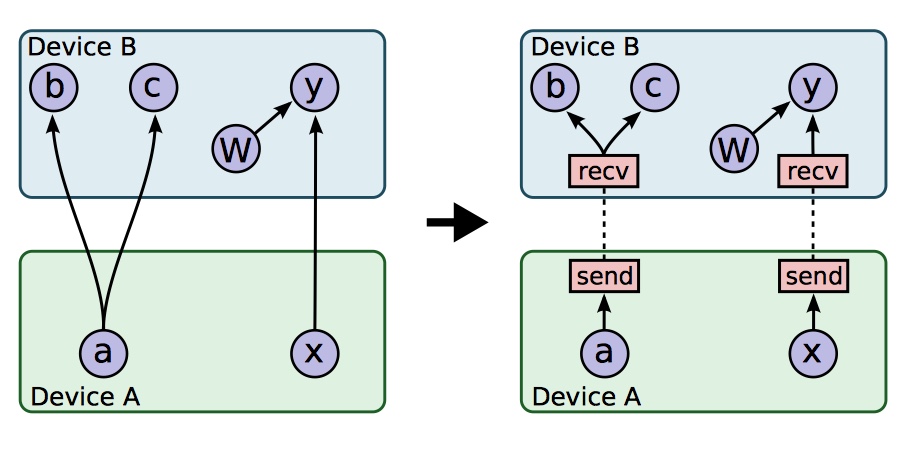 Device B
b c y
W
a x
Device A
Device B
b c y
W
recv recv
send send
a x
Device A